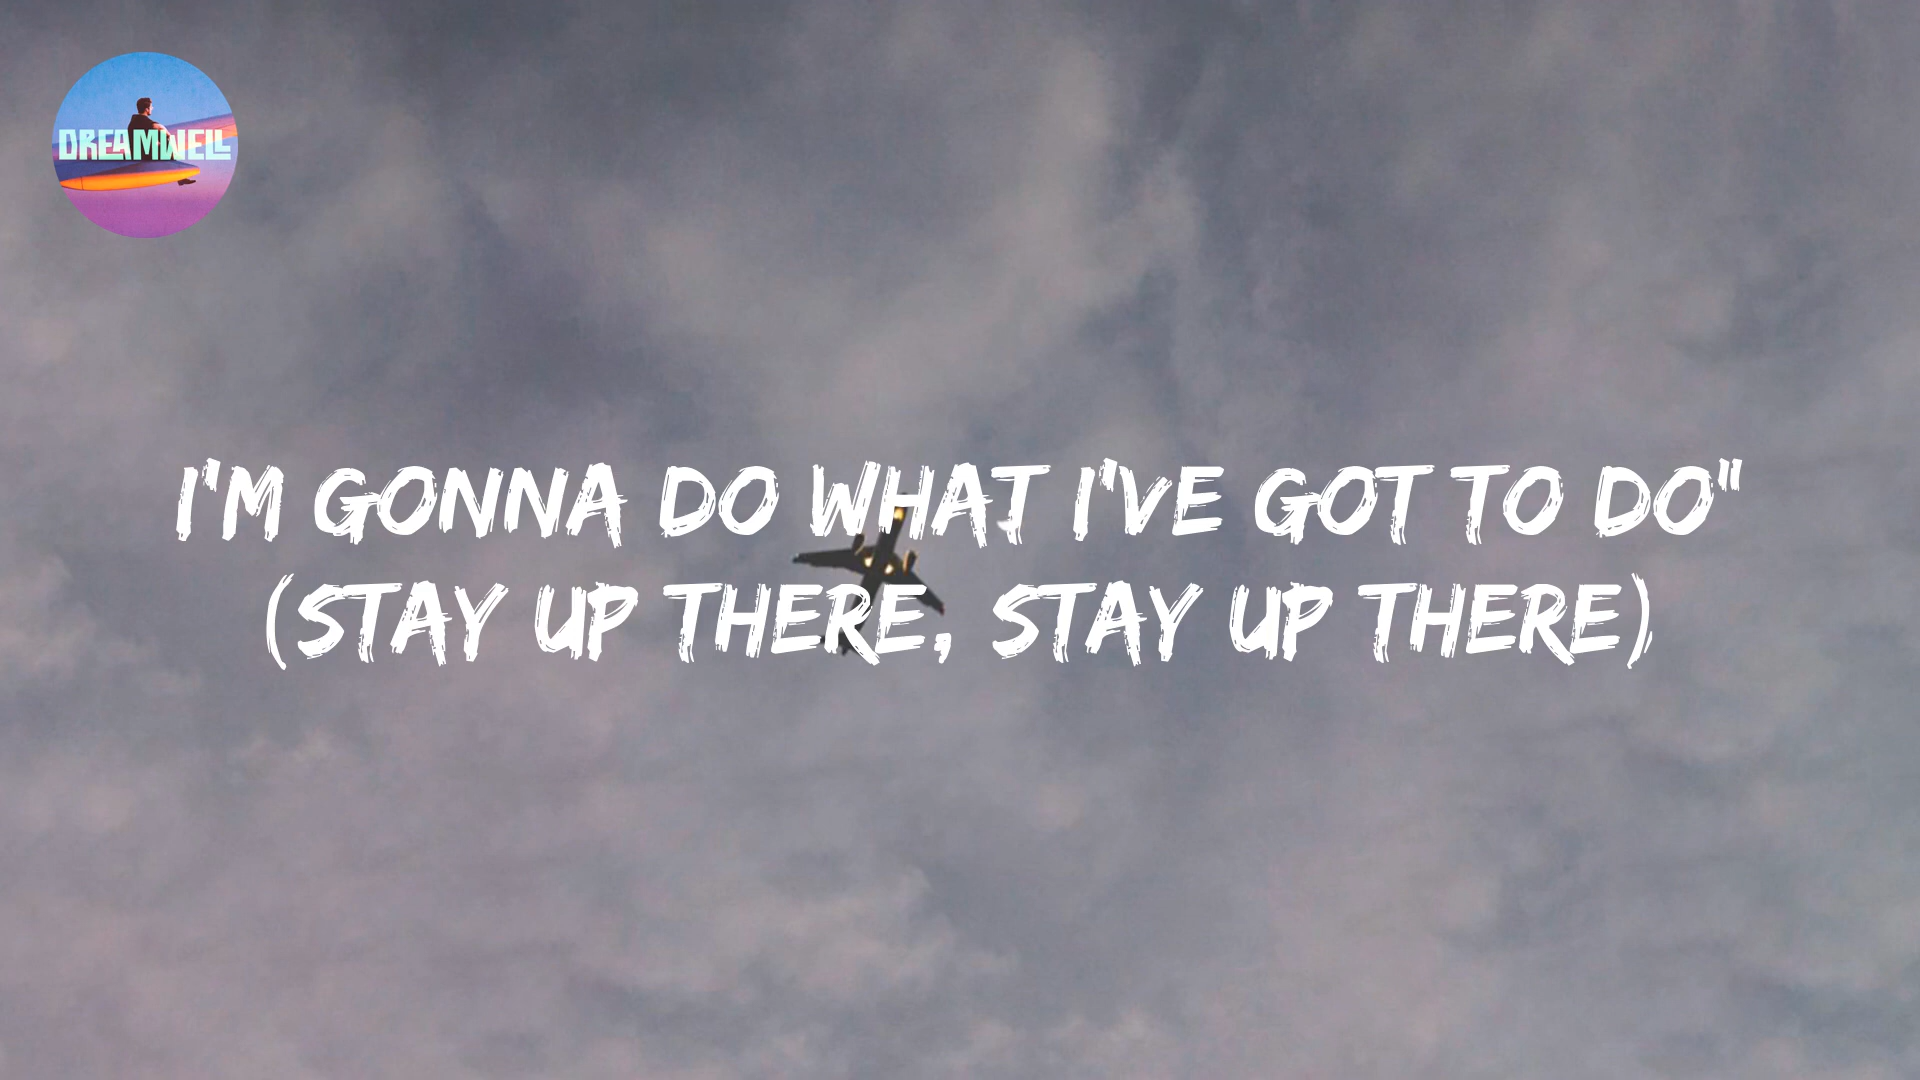 DREAMWELL
I'M GONNA DO WHAT I'VE GOT TO DO"
(STAY UP THERE, STAY UP THERE)